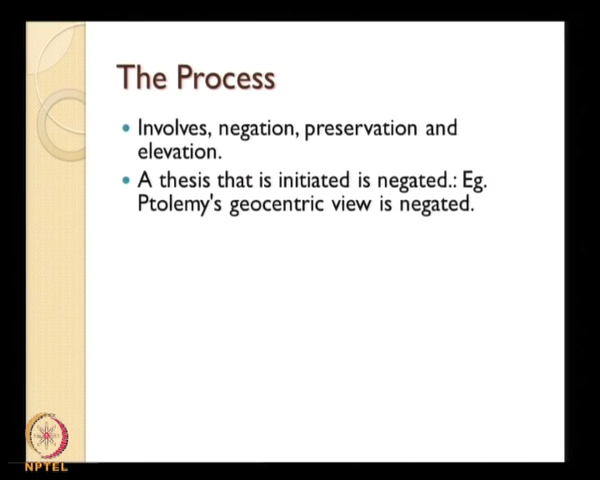 The Process
Involves, negation, preservation and
elevation.
A thesis that is initiated is negated.: Eg.
Ptolemy's geocentric view is negated.
NPTEL